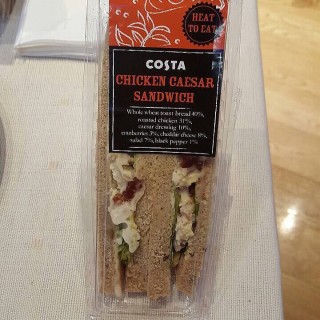 HEAT
TO EAT
COSTA
CHICKEN CAESAR
SANDWICH
Whole wheat toast bread 40%,
roasted chicken 31%,
caesar dressing 10%,
cranberries 3%, cheddar cheese 8%,
salad 7%, black pepper 1%